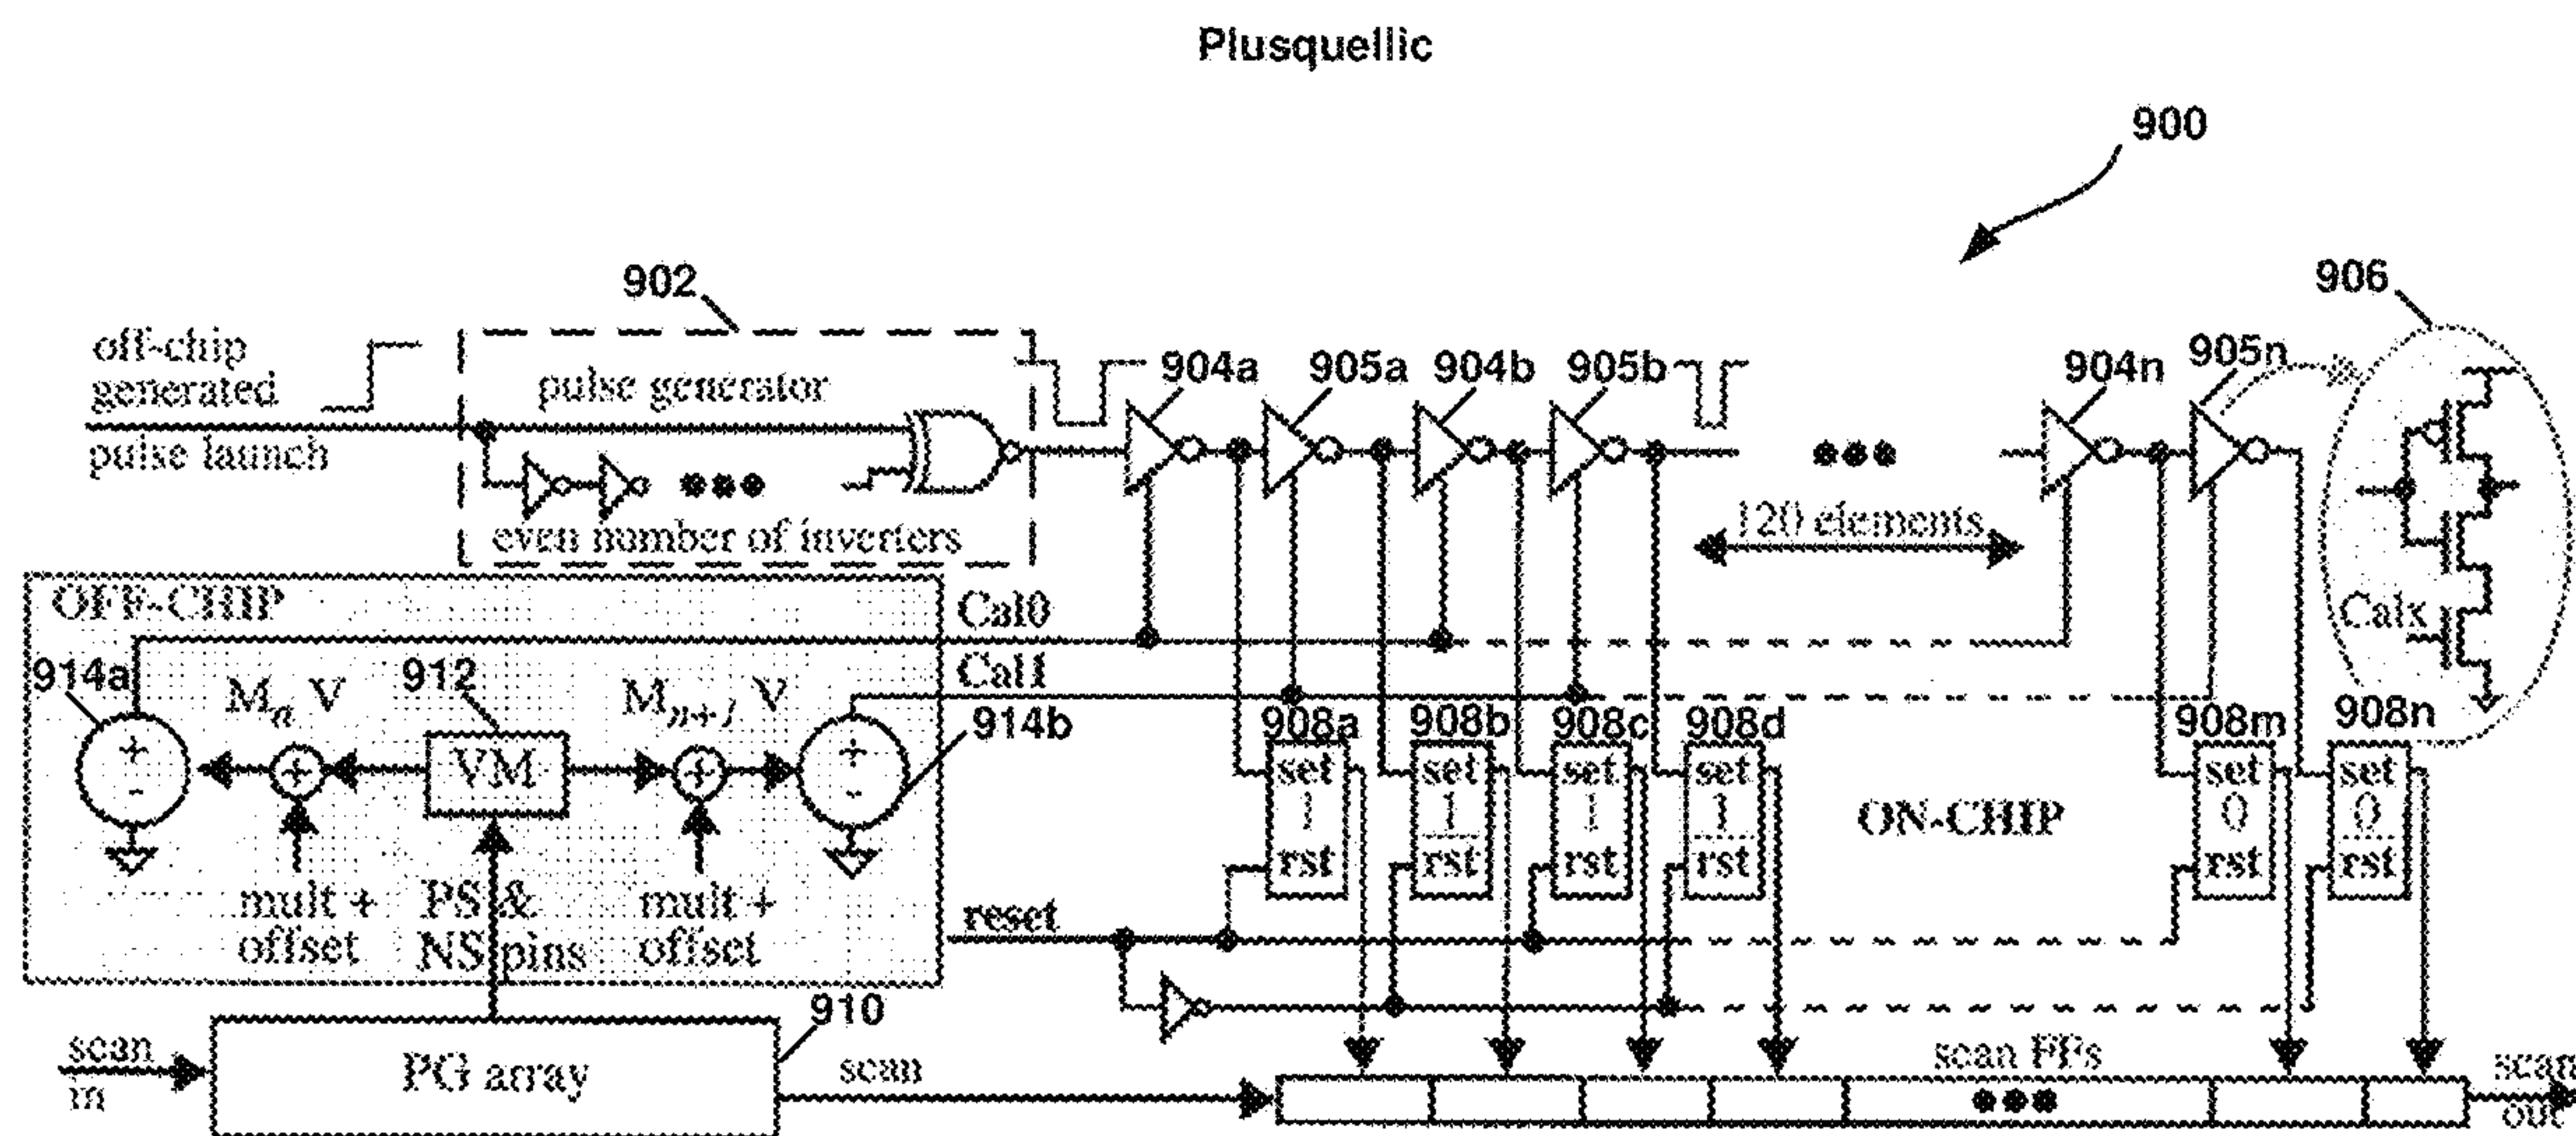 Plusquellic
900
902
906
off-chip
generated
pulse launch
pulse generator
even number of inverters
904a
905a
904b
905b
904n
905n
120 elements
OFF-CHIP
Cal0
Cal1
Calx
914a
Mn V
912
Mn+1 V
914b
+
-
+
VM
+
+
-
mult +
offset
PS &
NS pins
mult +
offset
908a
908b
908c
908d
908m
908n
set
1
rst
set
1
rst
set
1
rst
set
1
rst
set
0
rst
set
0
rst
ON-CHIP
reset
910
scan
in
PG array
scan
scan FFs
scan
out